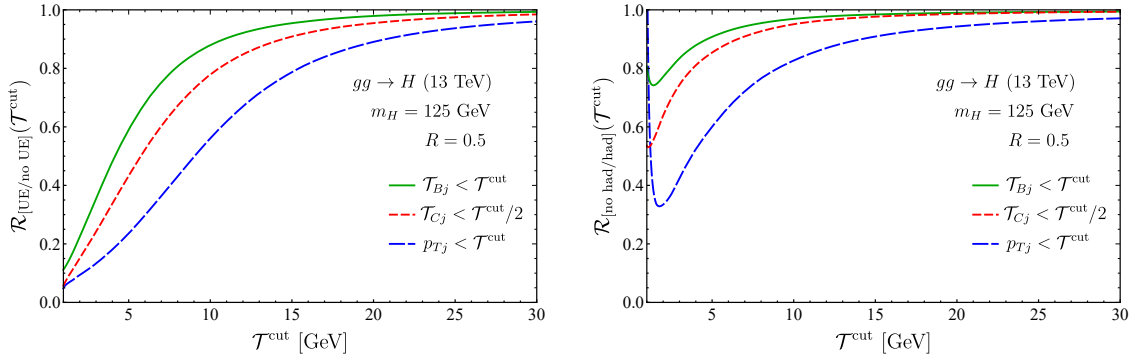 R[UE/no UE](T^cut)
1.0
0.8
0.6
0.4
0.2
0.0
gg → H (13 TeV)
m_H = 125 GeV
R = 0.5
T_Bj < T^cut
T_Cj < T^cut/2
p_Tj < T^cut
5 10 15 20 25 30
T^cut [GeV]
R[no had/had](T^cut)
1.0
0.8
0.6
0.4
0.2
0.0
gg → H (13 TeV)
m_H = 125 GeV
R = 0.5
T_Bj < T^cut
T_Cj < T^cut/2
p_Tj < T^cut
5 10 15 20 25 30
T^cut [GeV]